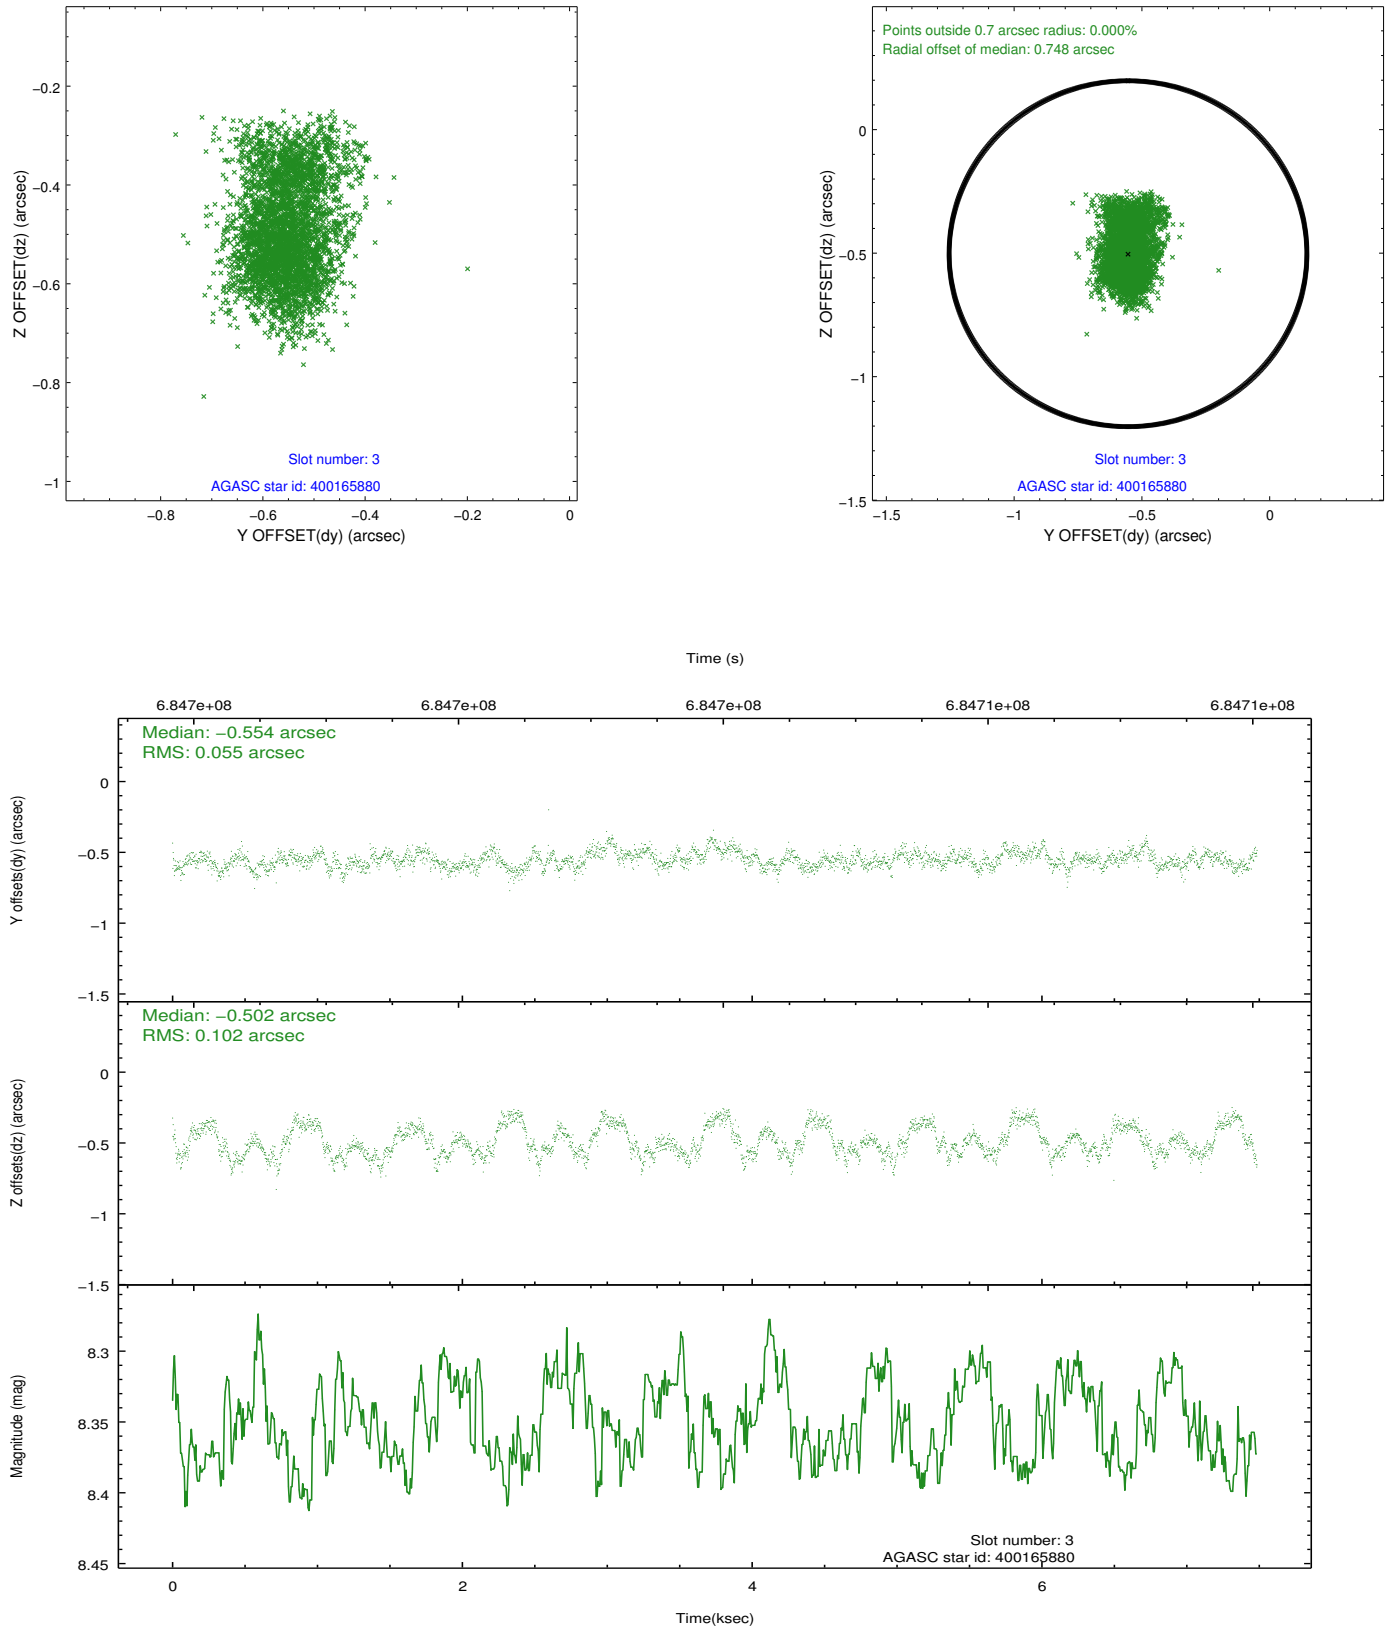 −0.2
−0.4
−0.6
−0.8
−1
−0.8
−0.6
−0.4
−0.2
0
Z OFFSET(dz) (arcsec)
Y OFFSET(dy) (arcsec)
Slot number: 3
AGASC star id: 400165880
Points outside 0.7 arcsec radius: 0.000%
Radial offset of median: 0.748 arcsec
0
−0.5
−1
−1.5
−1.5
−1
−0.5
0
Z OFFSET(dz) (arcsec)
Y OFFSET(dy) (arcsec)
Slot number: 3
AGASC star id: 400165880
Time (s)
6.847e+08
6.847e+08
6.847e+08
6.8471e+08
6.8471e+08
Median: −0.554 arcsec
RMS: 0.055 arcsec
0
−0.5
−1
−1.5
Y offsets(dy) (arcsec)
Median: −0.502 arcsec
RMS: 0.102 arcsec
0
−0.5
−1
−1.5
Z offsets(dz) (arcsec)
8.3
8.35
8.4
8.45
Magnitude (mag)
Slot number: 3
AGASC star id: 400165880
0
2
4
6
Time(ksec)